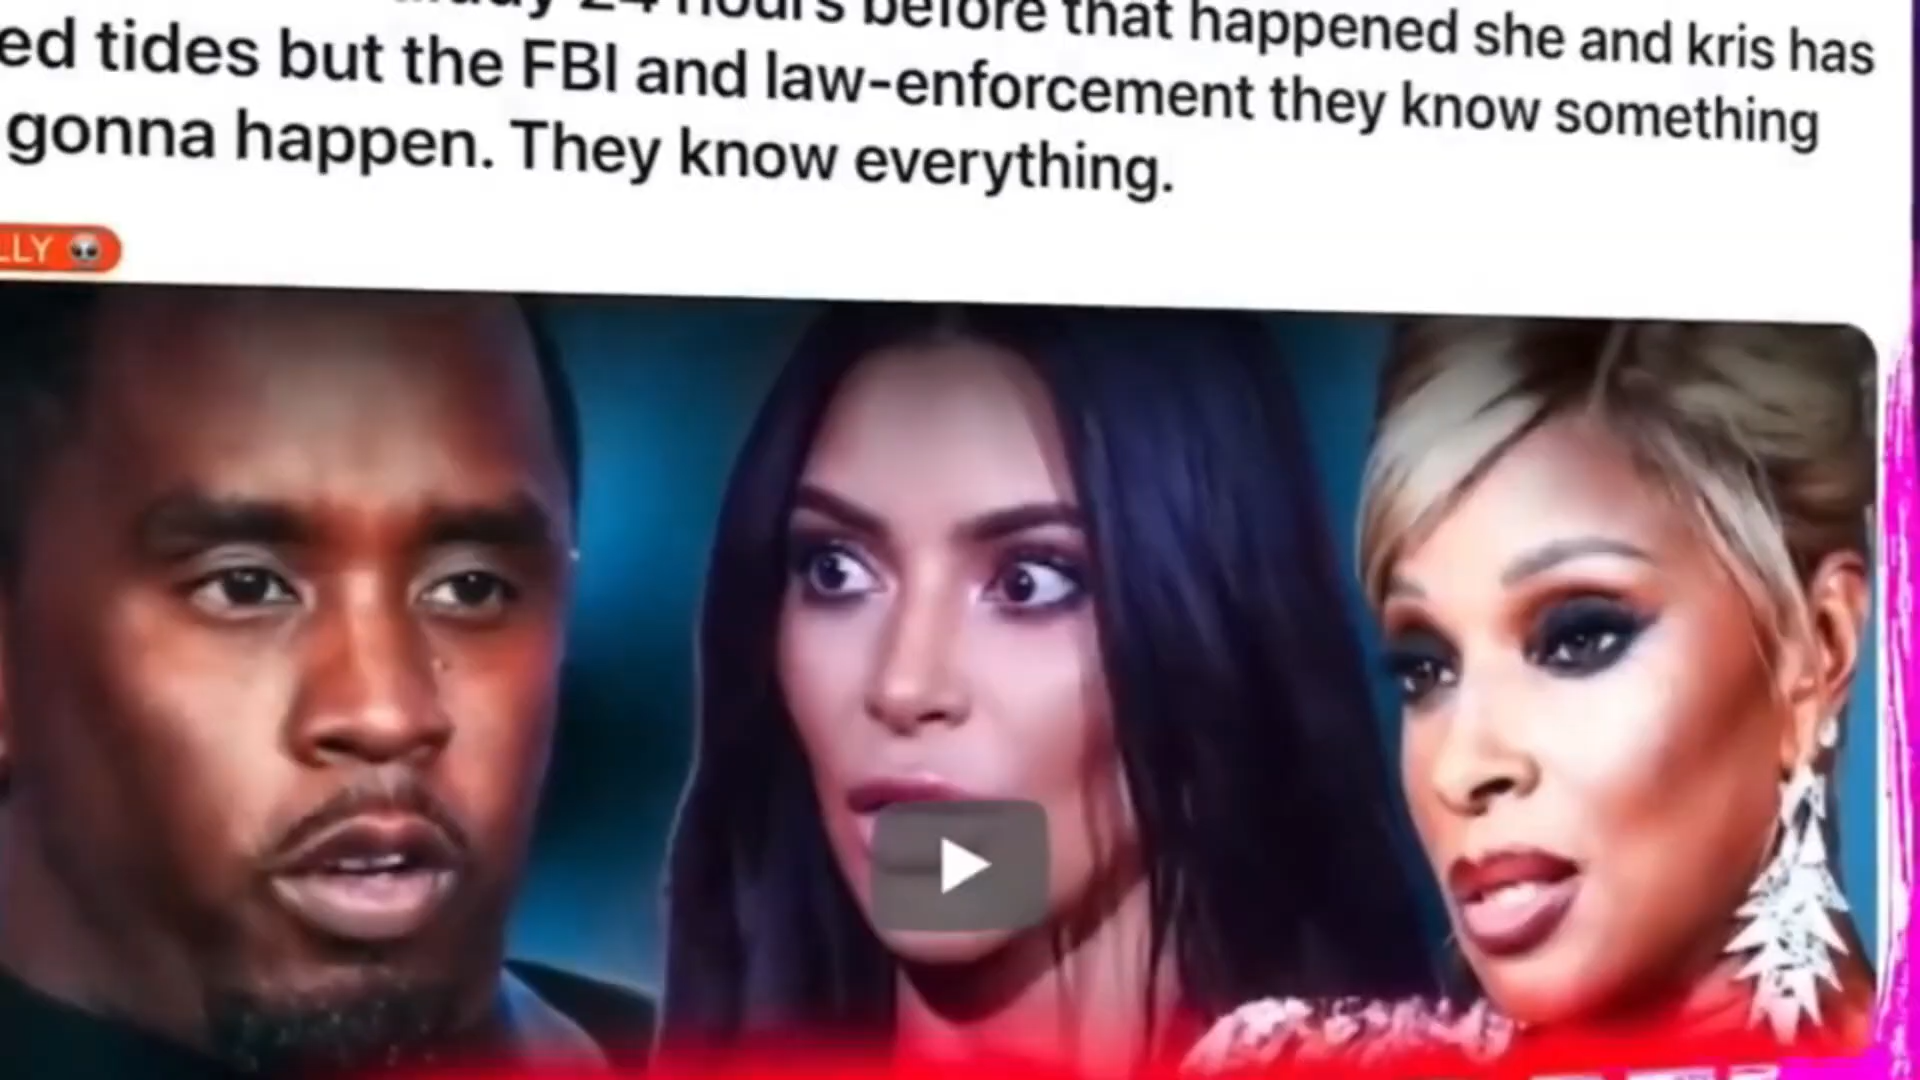 24 hours before that happened she and kris has
ed tides but the FBI and law-enforcement they know something
gonna happen. They know everything.
LLY